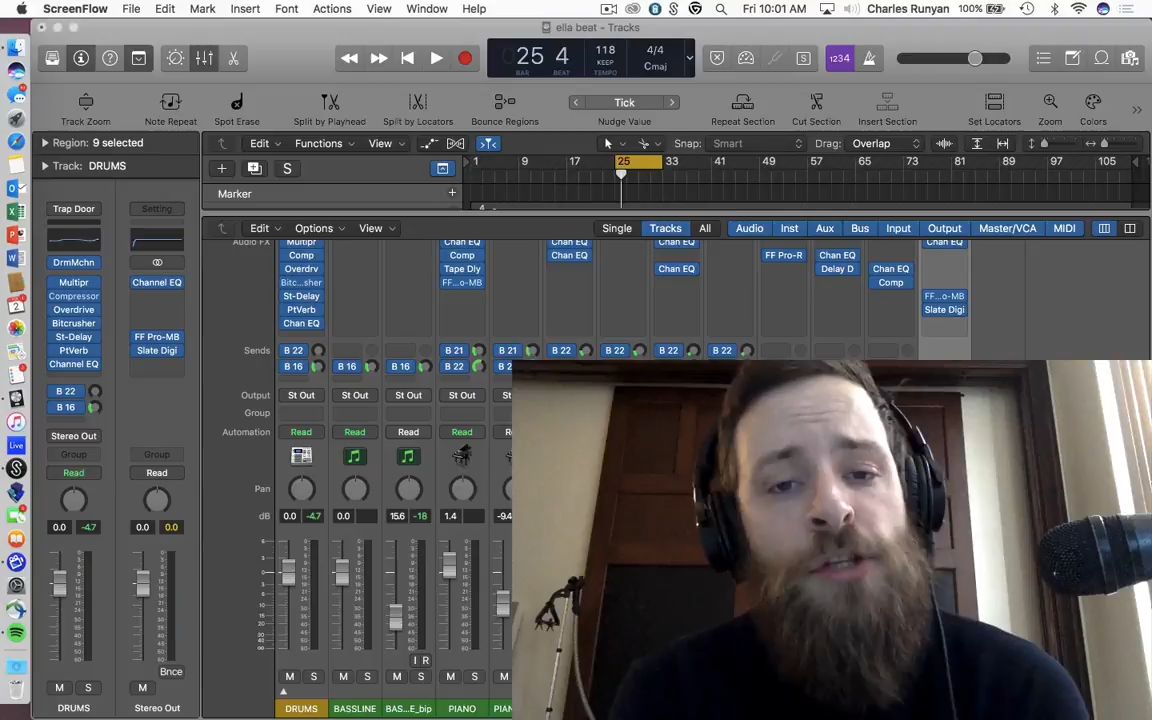 ScreenFlow File Edit Mark Insert Font Actions View Window Help Fri 10:01 AM Charles Runyan 100%
ella beat - Tracks
25 4 118 4/4
KEEP Cmaj
BAR BEAT TEMPO
1234
Track Zoom Note Repeat Spot Erase Split by Playhead Split by Locators Bounce Regions Tick Nudge Value Repeat Section Cut Section Insert Section Set Locators Zoom Colors
Region: 9 selected Edit Functions View Snap: Smart Drag: Overlap
Track: DRUMS S 1 9 17 25 33 41 49 57 65 73 81 89 97 105
Marker
4
Edit Options View Single Tracks All Audio Inst Aux Bus Input Output Master/VCA MIDI
Trap Door Setting
Audio FX Multipr Chan EQ Chan EQ Chan EQ Chan EQ
Comp Comp Chan EQ FF Pro-R Chan EQ
DrmMchn Overdrv Tape Dly Chan EQ Delay D Chan EQ
Multipr Channel EQ Bitc...sher FF...o-MB Comp
Compressor St-Delay FF...o-MB
Overdrive PtVerb Slate Digi
Bitcrusher Chan EQ
St-Delay FF Pro-MB
PtVerb Slate Digi Sends B 22 B 21 B 21 B 22 B 22 B 22 B 22
Channel EQ B 16 B 16 B 16 B 22
B 22
B 16
Output St Out St Out St Out St Out
Stereo Out Group
Group Group Automation Read Read Read Read
Read Read
Pan
0.0 -4.7 0.0 0.0 dB 0.0 -4.7 0.0 15.6 -18 1.4 -9.4
I R
Bnce
M S M M S M S M S M S
DRUMS Stereo Out DRUMS BASSLINE BAS...E_bip PIANO PIAN